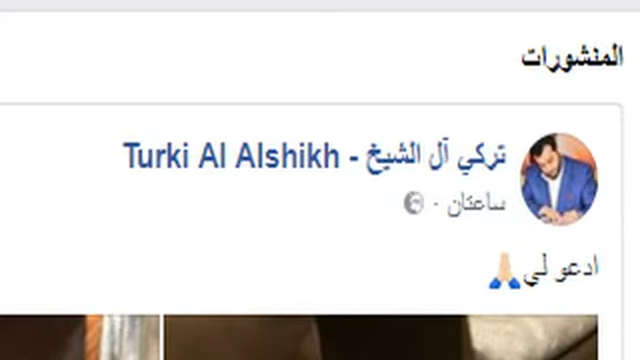 المنشورات
تركي آل الشيخ - Turki Al Alshikh
ساعتان ·
ادعو لي🙏🏼